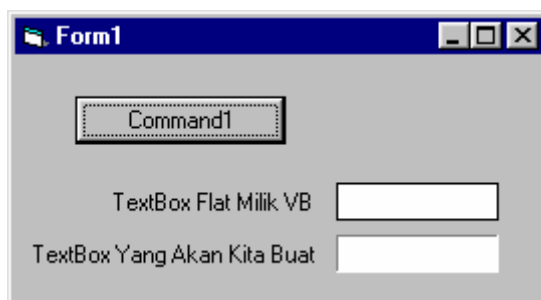 Form1
Command1
TextBox Flat Milik VB
TextBox Yang Akan Kita Buat